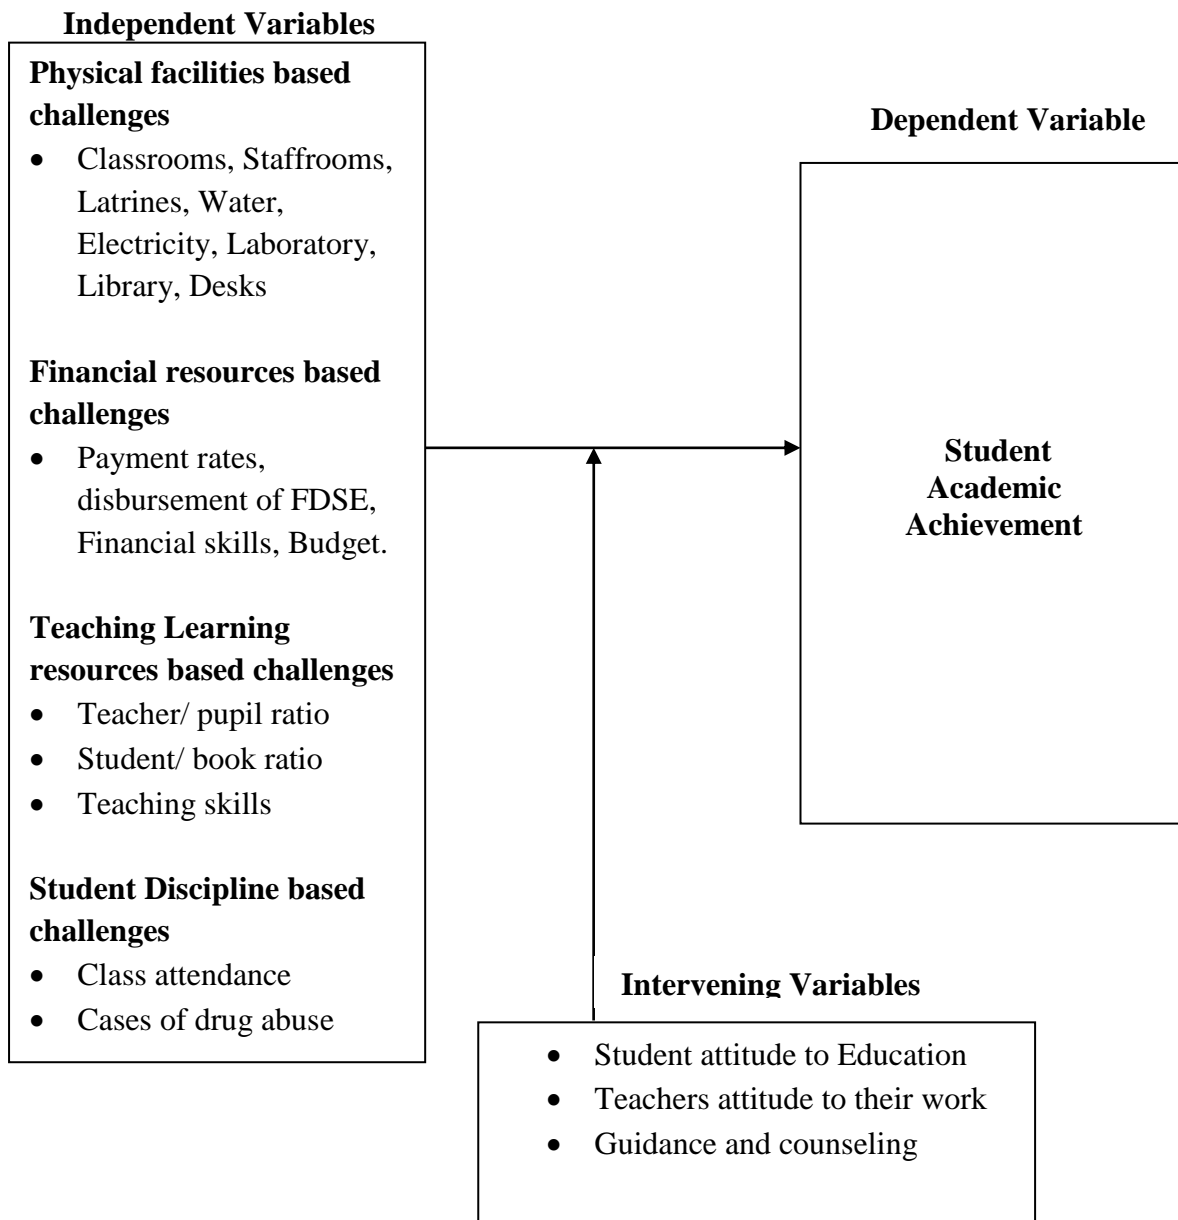 Independent Variables
Physical facilities based
challenges
• Classrooms, Staffrooms,
Latrines, Water,
Electricity, Laboratory,
Library, Desks
Financial resources based
challenges
• Payment rates,
disbursement of FDSE,
Financial skills, Budget.
Teaching Learning
resources based challenges
• Teacher/ pupil ratio
• Student/ book ratio
• Teaching skills
Student Discipline based
challenges
• Class attendance
• Cases of drug abuse
Dependent Variable
Student
Academic
Achievement
Intervening Variables
• Student attitude to Education
• Teachers attitude to their work
• Guidance and counseling